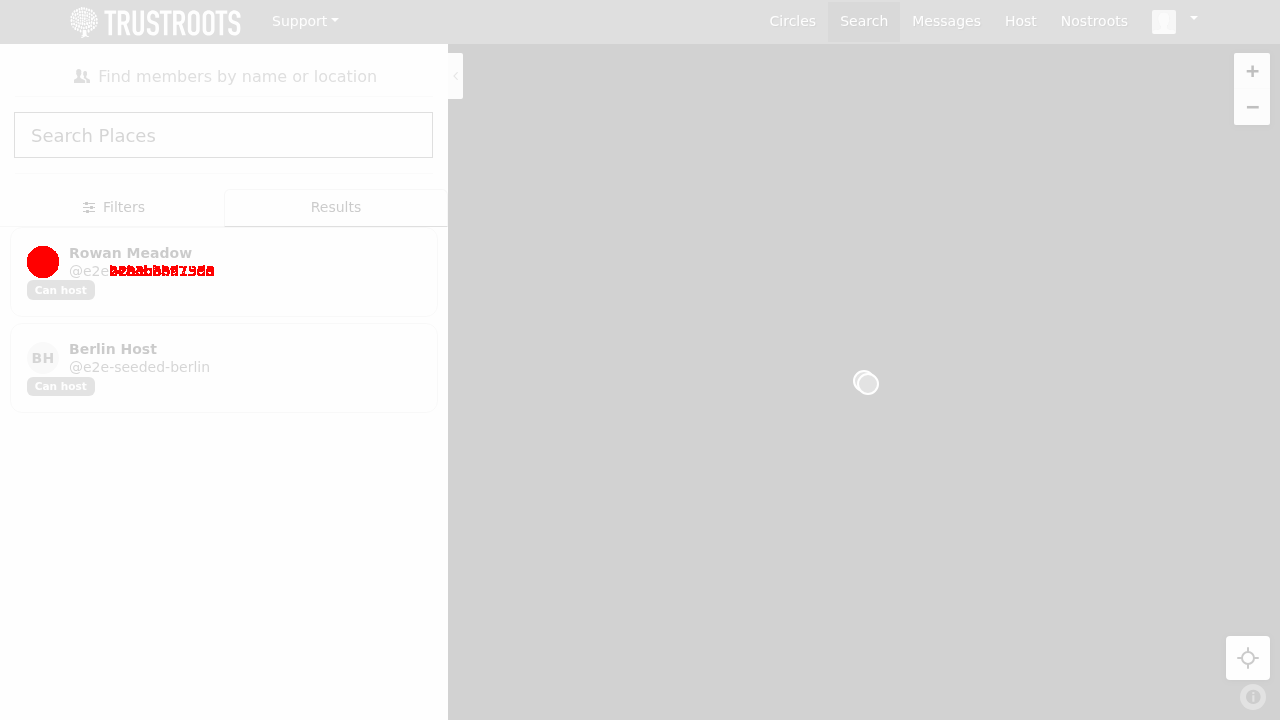 TRUSTROOTS Support Circles Search Messages Host Nostroots
Find members by name or location
Search Places
Filters Results
Rowan Meadow
@e2e
Can host
BH Berlin Host
@e2e-seeded-berlin
Can host